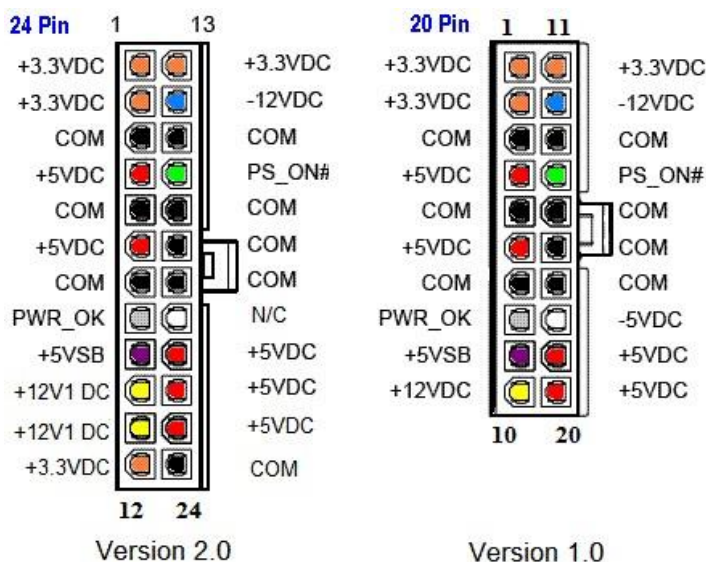 24 Pin 1 13
+3.3VDC +3.3VDC
+3.3VDC -12VDC
COM COM
+5VDC PS_ON#
COM COM
+5VDC COM
COM COM
PWR_OK N/C
+5VSB +5VDC
+12V1 DC +5VDC
+12V1 DC +5VDC
+3.3VDC COM
12 24
Version 2.0
20 Pin 1 11
+3.3VDC +3.3VDC
+3.3VDC -12VDC
COM COM
+5VDC PS_ON#
COM COM
+5VDC COM
COM COM
PWR_OK -5VDC
+5VSB +5VDC
+12VDC +5VDC
10 20
Version 1.0